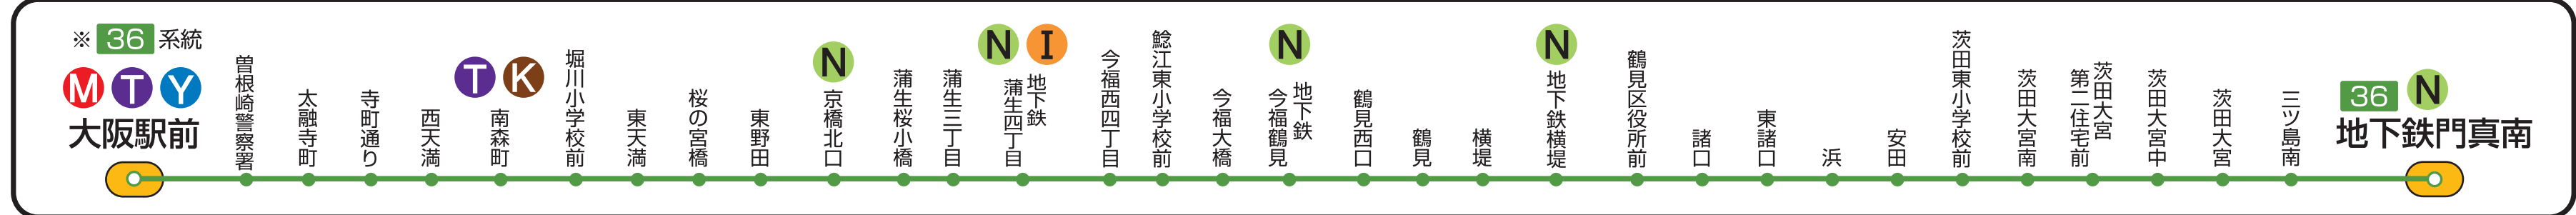 ※ 36 系統
M T Y
大阪駅前
曽根崎警察署
太融寺町
寺町通り
西天満
T K
南森町
堀川小学校前
東天満
桜の宮橋
東野田
N
京橋北口
蒲生桜小橋
蒲生三丁目
N I
地下鉄
蒲生四丁目
今福西四丁目
鯰江東小学校前
今福大橋
N
地下鉄
今福鶴見
鶴見西口
鶴見
横堤
N
地下鉄横堤
鶴見区役所前
諸口
東諸口
浜
安田
茨田東小学校前
茨田大宮南
茨田大宮
第二住宅前
茨田大宮中
茨田大宮
三ツ島南
36 N
地下鉄門真南